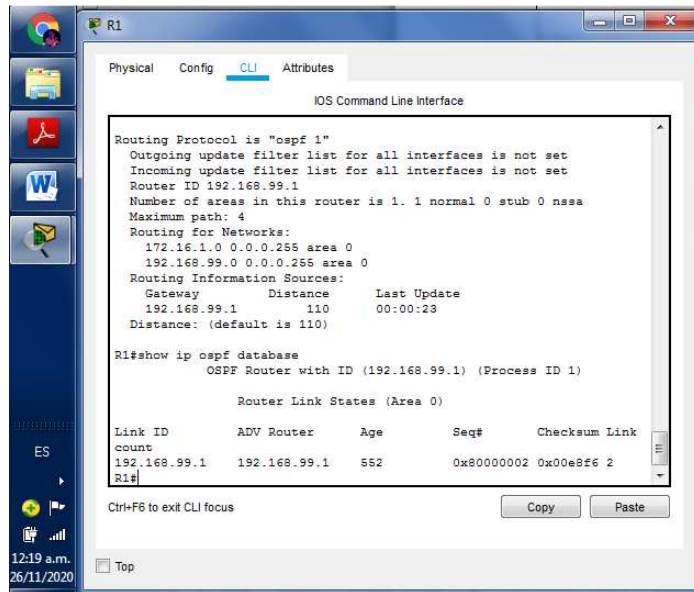 R1
Physical Config CLI Attributes
IOS Command Line Interface
Routing Protocol is "ospf 1"
Outgoing update filter list for all interfaces is not set
Incoming update filter list for all interfaces is not set
Router ID 192.168.99.1
Number of areas in this router is 1. 1 normal 0 stub 0 nssa
Maximum path: 4
Routing for Networks:
172.16.1.0 0.0.0.255 area 0
192.168.99.0 0.0.0.255 area 0
Routing Information Sources:
Gateway Distance Last Update
192.168.99.1 110 00:00:23
Distance: (default is 110)
R1#show ip ospf database
OSPF Router with ID (192.168.99.1) (Process ID 1)
Router Link States (Area 0)
Link ID ADV Router Age Seq# Checksum Link
count
192.168.99.1 192.168.99.1 552 0x80000002 0x00e8f6 2
R1#
Ctrl+F6 to exit CLI focus
Copy Paste
Top
W
ES
12:19 a.m.
26/11/2020